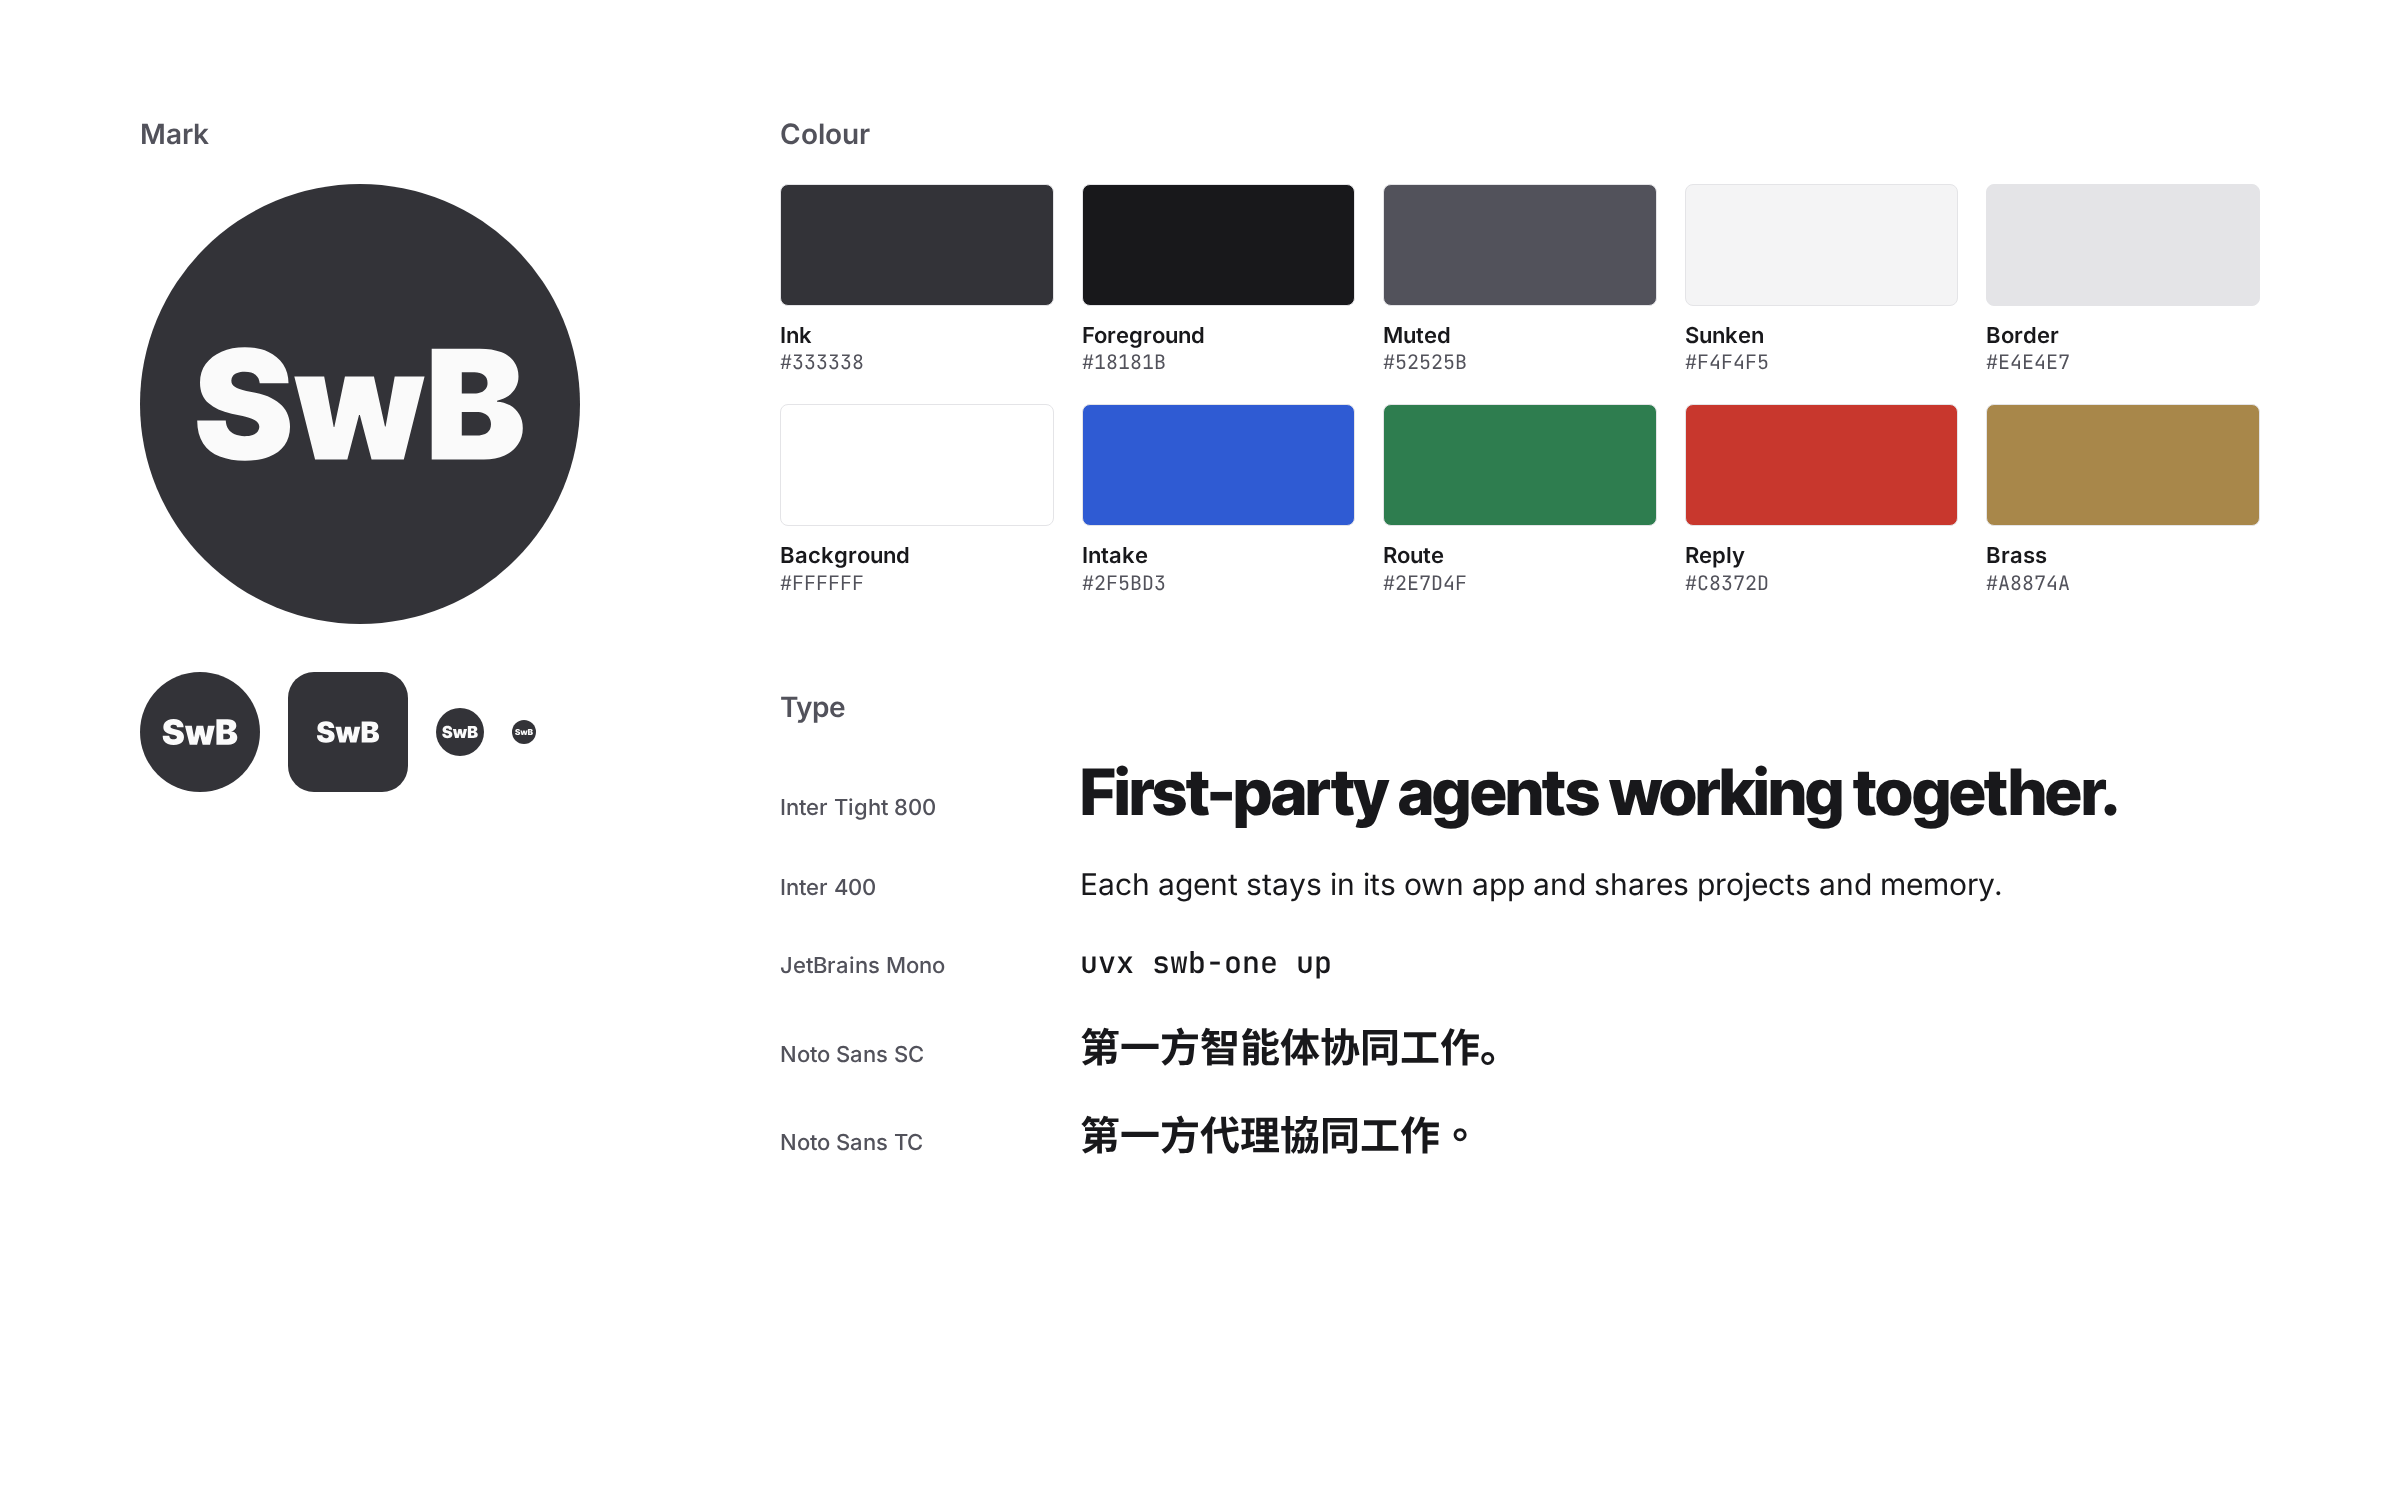 Mark
SwB
SwB
SwB
SwB
SwB
Colour
Ink
#333338
Foreground
#18181B
Muted
#52525B
Sunken
#F4F4F5
Border
#E4E4E7
Background
#FFFFFF
Intake
#2F5BD3
Route
#2E7D4F
Reply
#C8372D
Brass
#A8874A
Type
Inter Tight 800
First-party agents working together.
Inter 400
Each agent stays in its own app and shares projects and memory.
JetBrains Mono
uvx swb-one up
Noto Sans SC
第一方智能体协同工作。
Noto Sans TC
第一方代理協同工作。